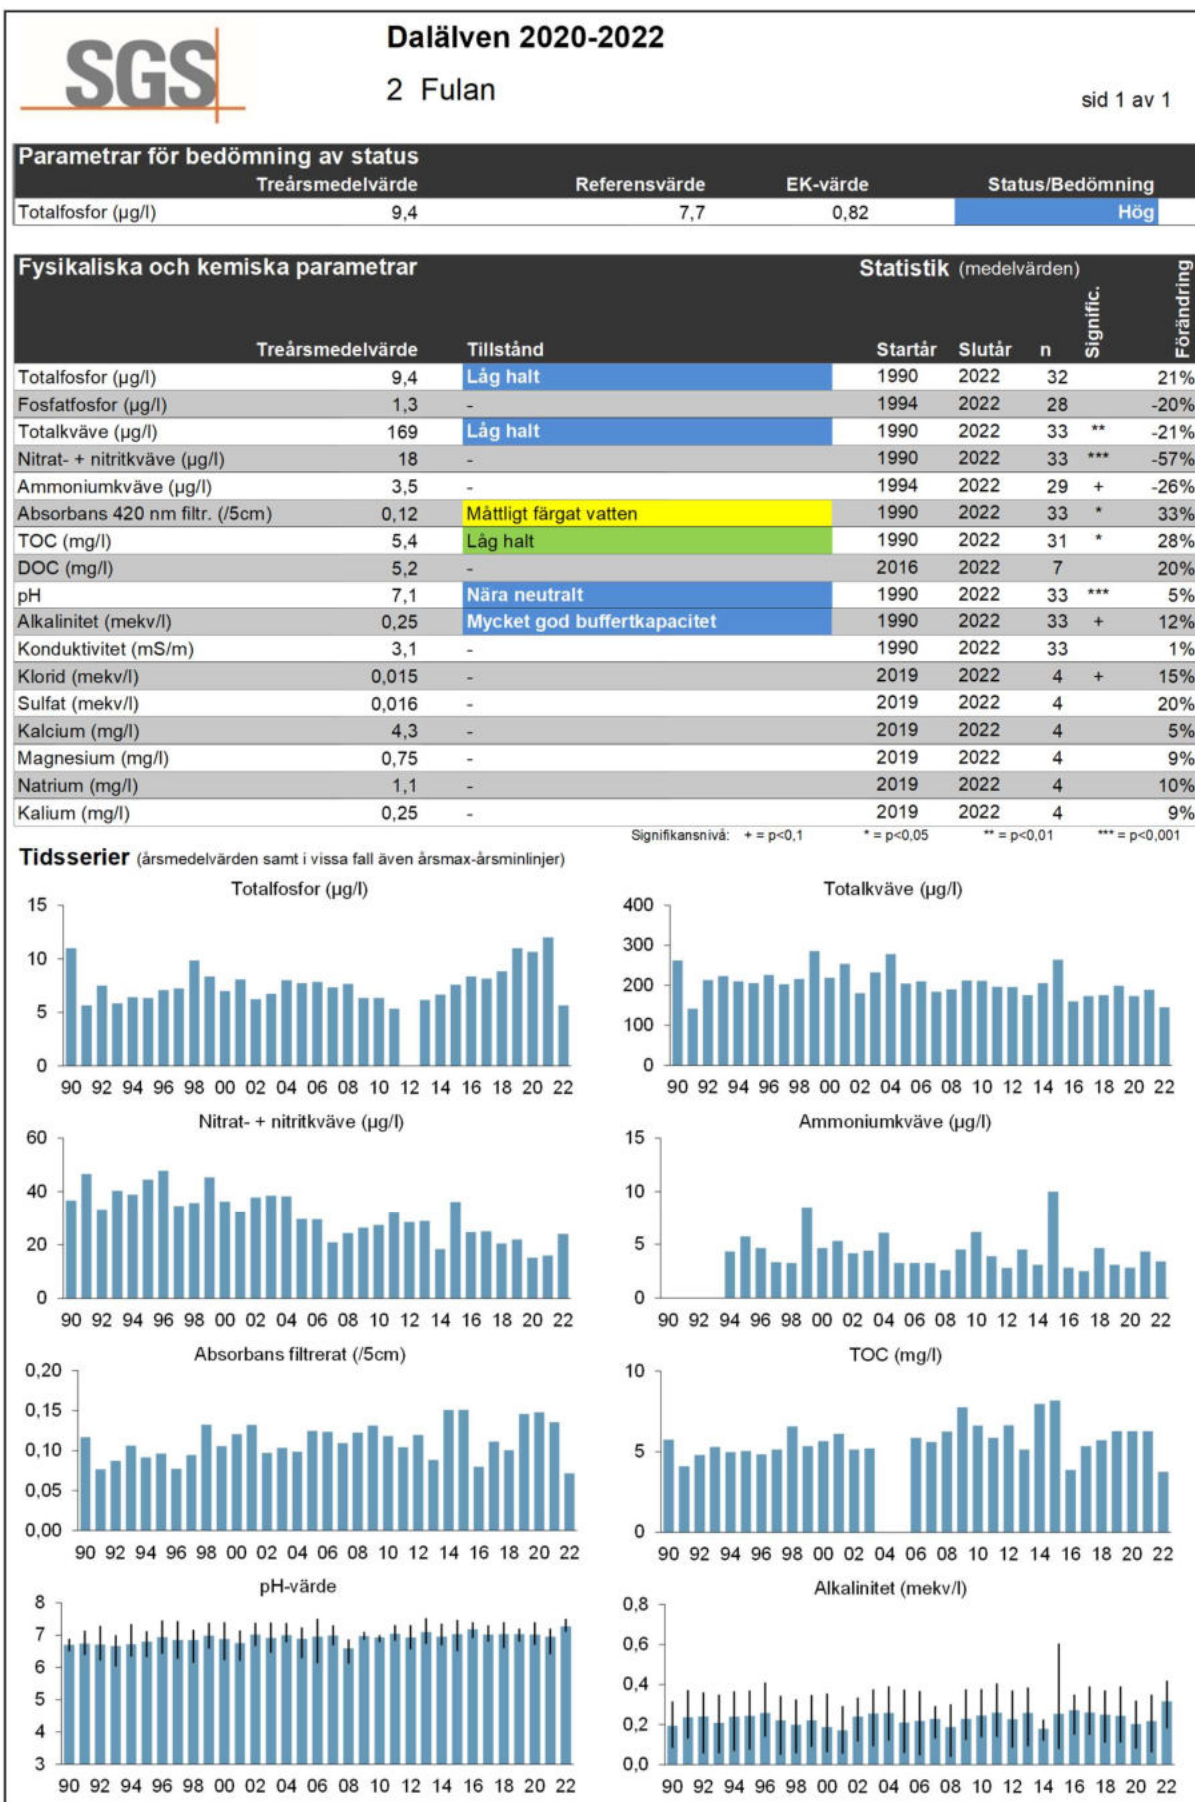 SGS
Dalälven 2020-2022
2 Fulan
sid 1 av 1
Parametrar för bedömning av status
Treårsmedelvärde Referensvärde EK-värde Status/Bedömning
Totalfosfor (µg/l) 9,4 7,7 0,82 Hög
Fysikaliska och kemiska parametrar Statistik (medelvärden)
Treårsmedelvärde Tillstånd Startår Slutår n Signific. Förändring
Totalfosfor (µg/l) 9,4 Låg halt 1990 2022 32 21%
Fosfatfosfor (µg/l) 1,3 - 1994 2022 28 -20%
Totalkväve (µg/l) 169 Låg halt 1990 2022 33 ** -21%
Nitrat- + nitritkväve (µg/l) 18 - 1990 2022 33 *** -57%
Ammoniumkväve (µg/l) 3,5 - 1994 2022 29 + -26%
Absorbans 420 nm filtr. (/5cm) 0,12 Måttligt färgat vatten 1990 2022 33 * 33%
TOC (mg/l) 5,4 Låg halt 1990 2022 31 * 28%
DOC (mg/l) 5,2 - 2016 2022 7 20%
pH 7,1 Nära neutralt 1990 2022 33 *** 5%
Alkalinitet (mekv/l) 0,25 Mycket god buffertkapacitet 1990 2022 33 + 12%
Konduktivitet (mS/m) 3,1 - 1990 2022 33 1%
Klorid (mekv/l) 0,015 - 2019 2022 4 + 15%
Sulfat (mekv/l) 0,016 - 2019 2022 4 20%
Kalcium (mg/l) 4,3 - 2019 2022 4 5%
Magnesium (mg/l) 0,75 - 2019 2022 4 9%
Natrium (mg/l) 1,1 - 2019 2022 4 10%
Kalium (mg/l) 0,25 - 2019 2022 4 9%
Signifikansnivå: + = p<0,1 * = p<0,05 ** = p<0,01 *** = p<0,001
Tidsserier (årsmedelvärden samt i vissa fall även årsmax-årsminlinjer)
Totalfosfor (µg/l)
15
10
5
0
90 92 94 96 98 00 02 04 06 08 10 12 14 16 18 20 22
Totalkväve (µg/l)
400
300
200
100
0
90 92 94 96 98 00 02 04 06 08 10 12 14 16 18 20 22
Nitrat- + nitritkväve (µg/l)
60
40
20
0
90 92 94 96 98 00 02 04 06 08 10 12 14 16 18 20 22
Ammoniumkväve (µg/l)
15
10
5
0
90 92 94 96 98 00 02 04 06 08 10 12 14 16 18 20 22
Absorbans filtrerat (/5cm)
0,20
0,15
0,10
0,05
0,00
90 92 94 96 98 00 02 04 06 08 10 12 14 16 18 20 22
TOC (mg/l)
10
5
0
90 92 94 96 98 00 02 04 06 08 10 12 14 16 18 20 22
pH-värde
8
7
6
5
4
3
90 92 94 96 98 00 02 04 06 08 10 12 14 16 18 20 22
Alkalinitet (mekv/l)
0,8
0,6
0,4
0,2
0,0
90 92 94 96 98 00 02 04 06 08 10 12 14 16 18 20 22